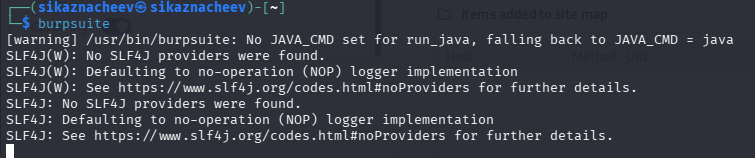 ┌──(sikaznacheev㉿sikaznacheev)-[~]
└─$ burpsuite
[warning] /usr/bin/burpsuite: No JAVA_CMD set for run_java, falling back to JAVA_CMD = java
SLF4J(W): No SLF4J providers were found.
SLF4J(W): Defaulting to no-operation (NOP) logger implementation
SLF4J(W): See https://www.slf4j.org/codes.html#noProviders for further details.
SLF4J: No SLF4J providers were found.
SLF4J: Defaulting to no-operation (NOP) logger implementation
SLF4J: See https://www.slf4j.org/codes.html#noProviders for further details.
Items added to site map
Host Method URL